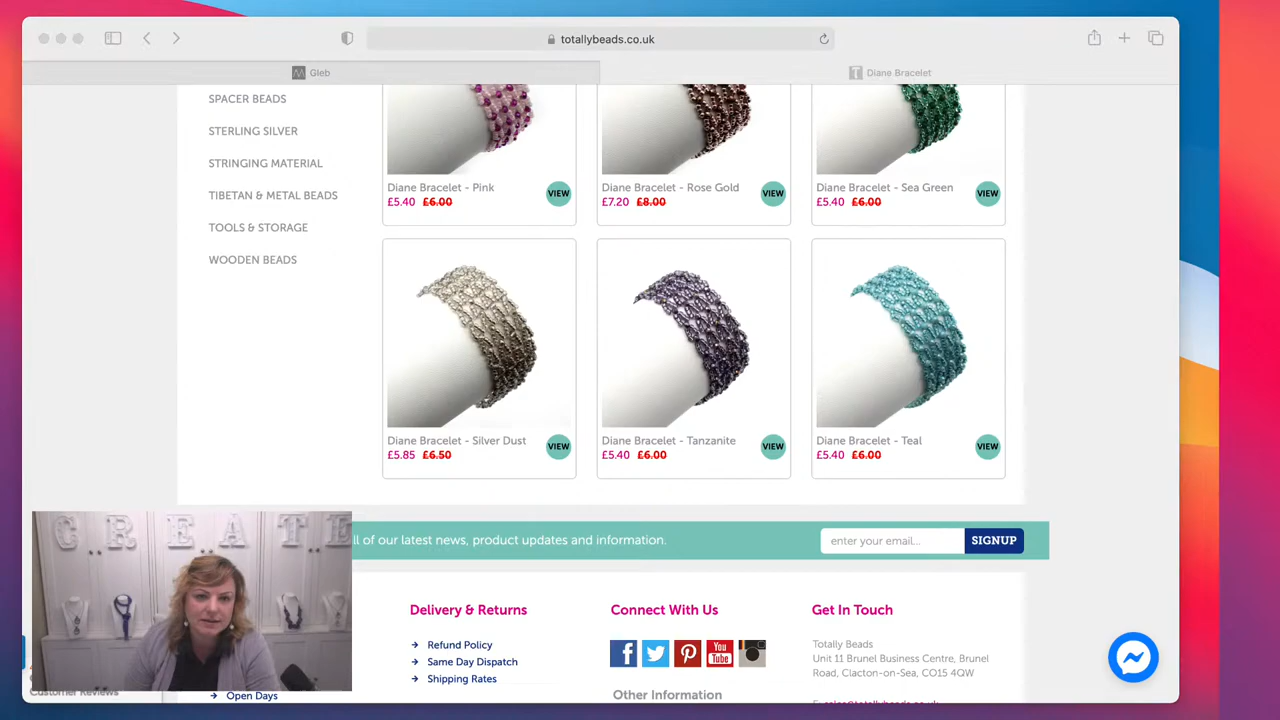 totallybeads.co.uk
Gleb
Diane Bracelet
SPACER BEADS
STERLING SILVER
STRINGING MATERIAL
TIBETAN & METAL BEADS
TOOLS & STORAGE
WOODEN BEADS
Diane Bracelet - Pink
£5.40 £6.00
VIEW
Diane Bracelet - Rose Gold
£7.20 £8.00
VIEW
Diane Bracelet - Sea Green
£5.40 £6.00
VIEW
Diane Bracelet - Silver Dust
£5.85 £6.50
VIEW
Diane Bracelet - Tanzanite
£5.40 £6.00
VIEW
Diane Bracelet - Teal
£5.40 £6.00
VIEW
all of our latest news, product updates and information.
enter your email...
SIGNUP
CREATE
Delivery & Returns
Refund Policy
Same Day Dispatch
Shipping Rates
Connect With Us
You Tube
Other Information
Get In Touch
Totally Beads
Unit 11 Brunel Business Centre, Brunel
Road, Clacton-on-Sea, CO15 4QW
Customer Reviews
Open Days